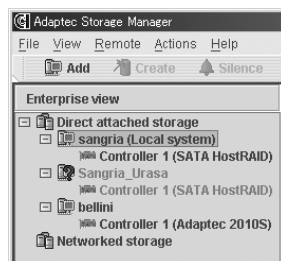 Adaptec Storage Manager
File View Remote Actions Help
Add Create Silence
Enterprise view
Direct attached storage
sangria (Local system)
Controller 1 (SATA HostRAID)
Sangria_Urasa
Controller 1 (SATA HostRAID)
bellini
Controller 1 (Adaptec 2010S)
Networked storage